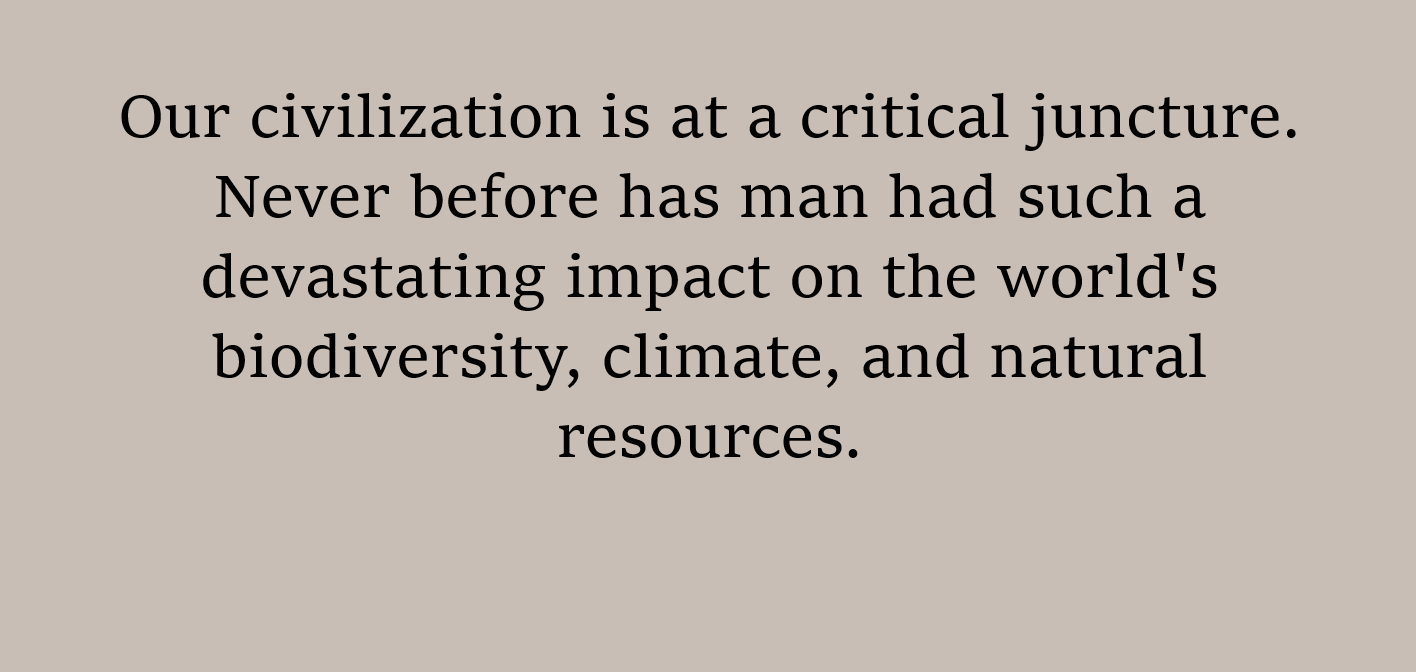 Our civilization is at a critical juncture.
Never before has man had such a
devastating impact on the world's
biodiversity, climate, and natural
resources.